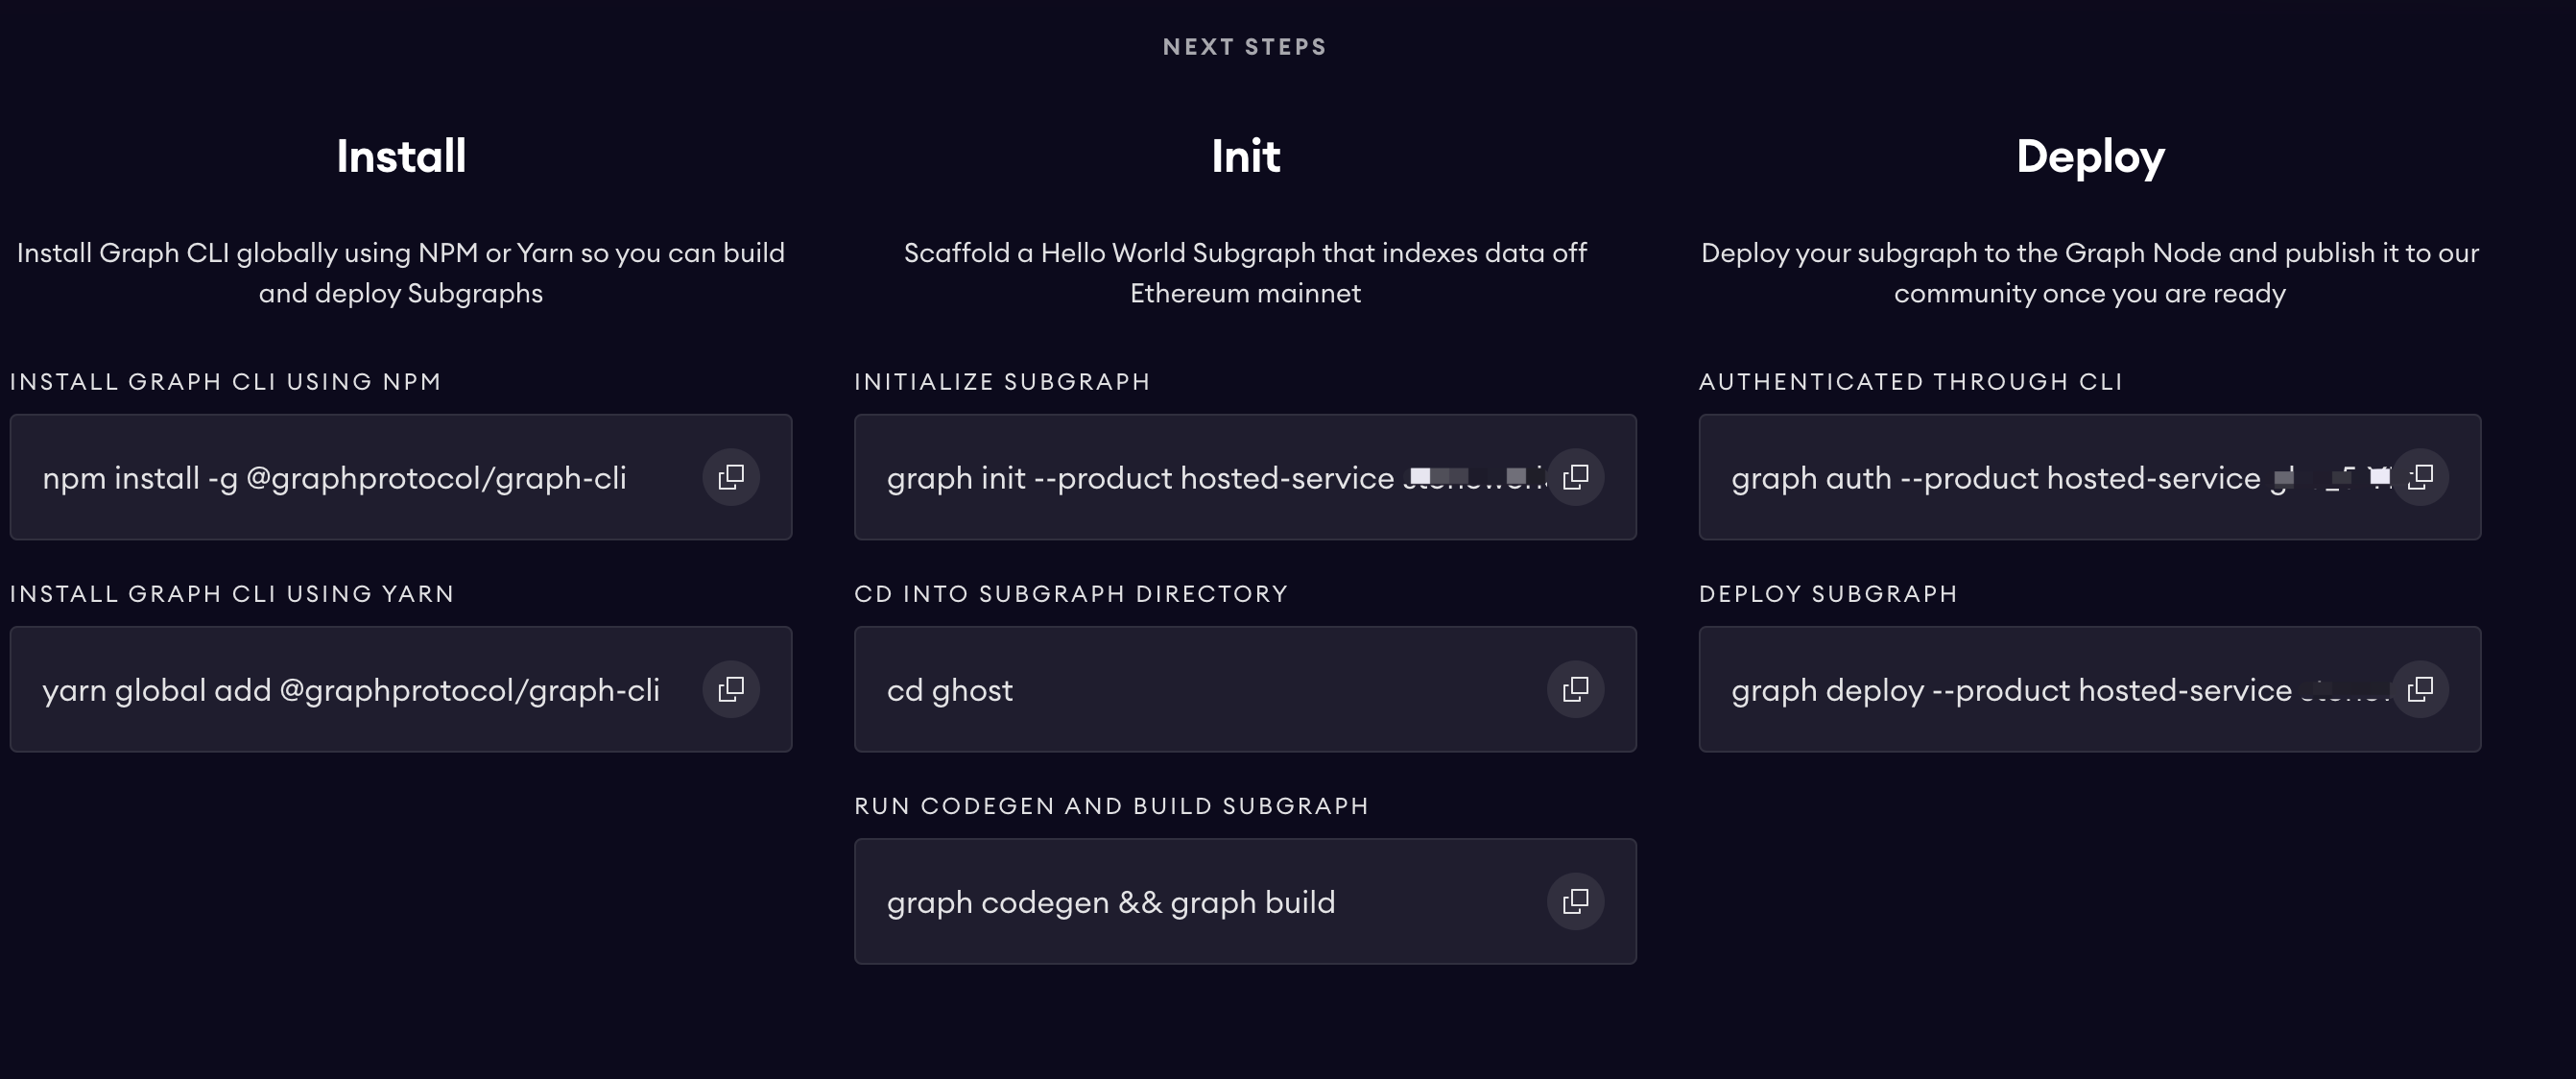 NEXT STEPS
Install
Install Graph CLI globally using NPM or Yarn so you can build
and deploy Subgraphs
INSTALL GRAPH CLI USING NPM
npm install -g @graphprotocol/graph-cli
INSTALL GRAPH CLI USING YARN
yarn global add @graphprotocol/graph-cli
Init
Scaffold a Hello World Subgraph that indexes data off
Ethereum mainnet
INITIALIZE SUBGRAPH
graph init --product hosted-service
CD INTO SUBGRAPH DIRECTORY
cd ghost
RUN CODEGEN AND BUILD SUBGRAPH
graph codegen && graph build
Deploy
Deploy your subgraph to the Graph Node and publish it to our
community once you are ready
AUTHENTICATED THROUGH CLI
graph auth --product hosted-service
DEPLOY SUBGRAPH
graph deploy --product hosted-service